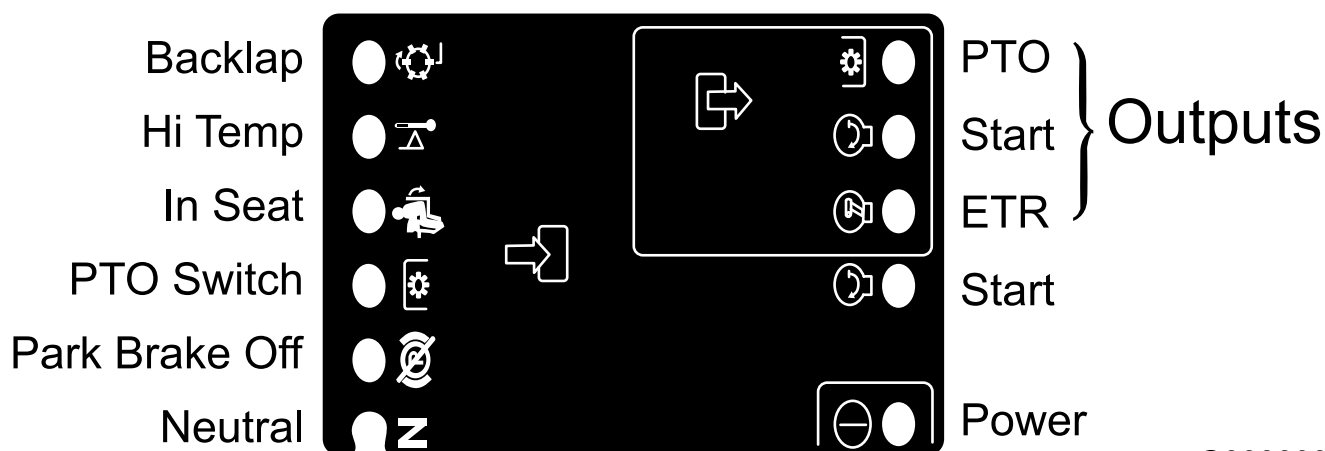 Backlap
Hi Temp
In Seat
PTO Switch
Park Brake Off
Neutral
N
PTO
Start
ETR
Outputs
Start
Power